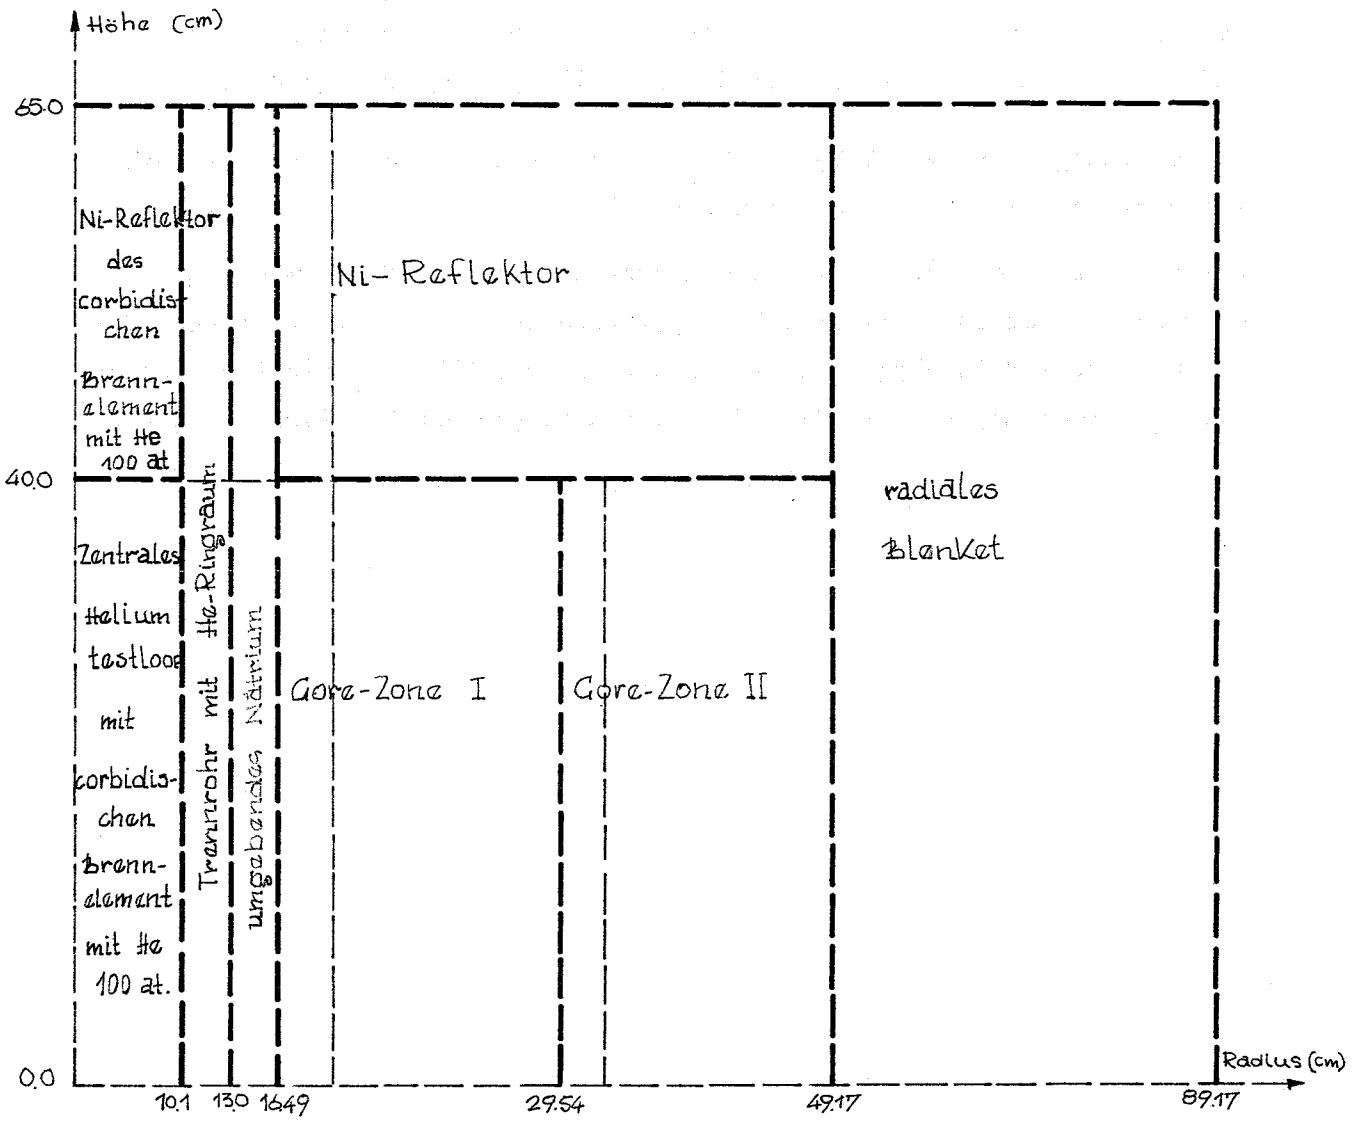 Höhe (cm)
65.0
Ni-Reflektor
des
corbidis-
chen
Brenn-
element
mit He
100 at
Ni-Reflektor
40.0
Zentrales
Helium
testloop
mit
corbidis-
chen
Brenn-
element
mit He
100 at.
Trennrohr mit He-Ringraum
umgebendes Natrium
Core-Zone I
Core-Zone II
radiales
Blanket
0.0
Radius (cm)
10.1
13.0
16.49
29.54
49.17
89.17